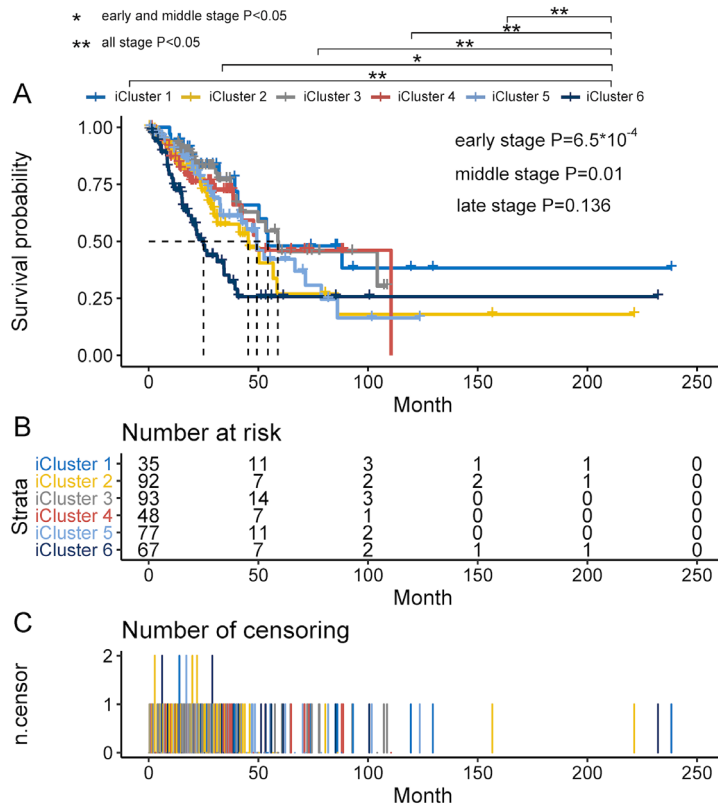 * early and middle stage P<0.05
** all stage P<0.05
**
**
**
*
**
A
iCluster 1 iCluster 2 iCluster 3 iCluster 4 iCluster 5 iCluster 6
Survival probability
1.00
0.75
0.50
0.25
0.00
early stage P=6.5*10-4
middle stage P=0.01
late stage P=0.136
0 50 100 150 200 250
Month
B
Number at risk
Strata
iCluster 1 35 11 3 1 1 0
iCluster 2 92 7 2 2 1 0
iCluster 3 93 14 3 0 0 0
iCluster 4 48 7 1 0 0 0
iCluster 5 77 11 2 0 0 0
iCluster 6 67 7 2 1 1 0
0 50 100 150 200 250
Month
C
Number of censoring
n.censor
2
1
0
0 50 100 150 200 250
Month